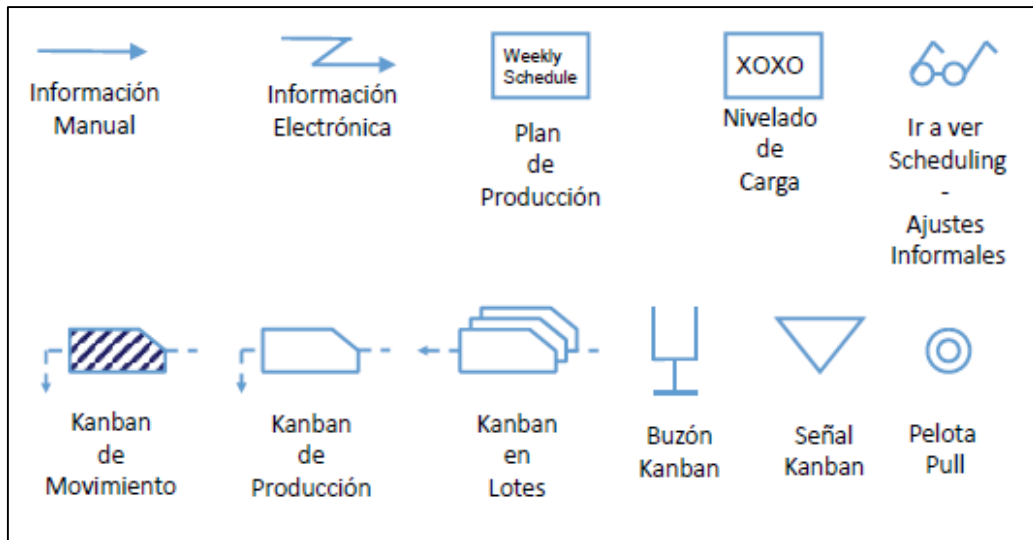 Información
Manual
Información
Electrónica
Weekly
Schedule
Plan
de
Producción
XOXO
Nivelado
de
Carga
Ir a ver
Scheduling
-
Ajustes
Informales
Kanban
de
Movimiento
Kanban
de
Producción
Kanban
en
Lotes
Buzón
Kanban
Señal
Kanban
Pelota
Pull